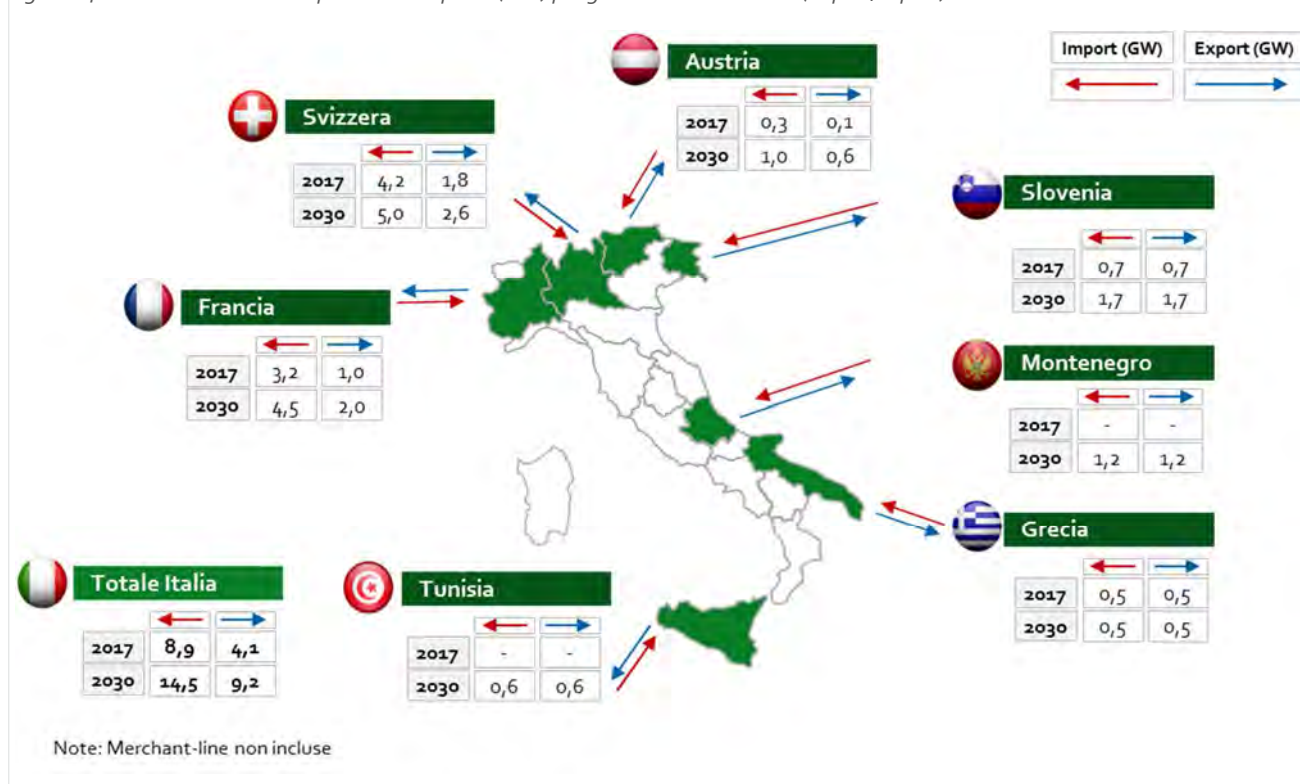 Import (GW) Export (GW)
Austria
2017 0,3 0,1
2030 1,0 0,6
Svizzera
2017 4,2 1,8
2030 5,0 2,6
Slovenia
2017 0,7 0,7
2030 1,7 1,7
Francia
2017 3,2 1,0
2030 4,5 2,0
Montenegro
2017 - -
2030 1,2 1,2
Grecia
2017 0,5 0,5
2030 0,5 0,5
Totale Italia
2017 8,9 4,1
2030 14,5 9,2
Tunisia
2017 - -
2030 0,6 0,6
Note: Merchant-line non incluse